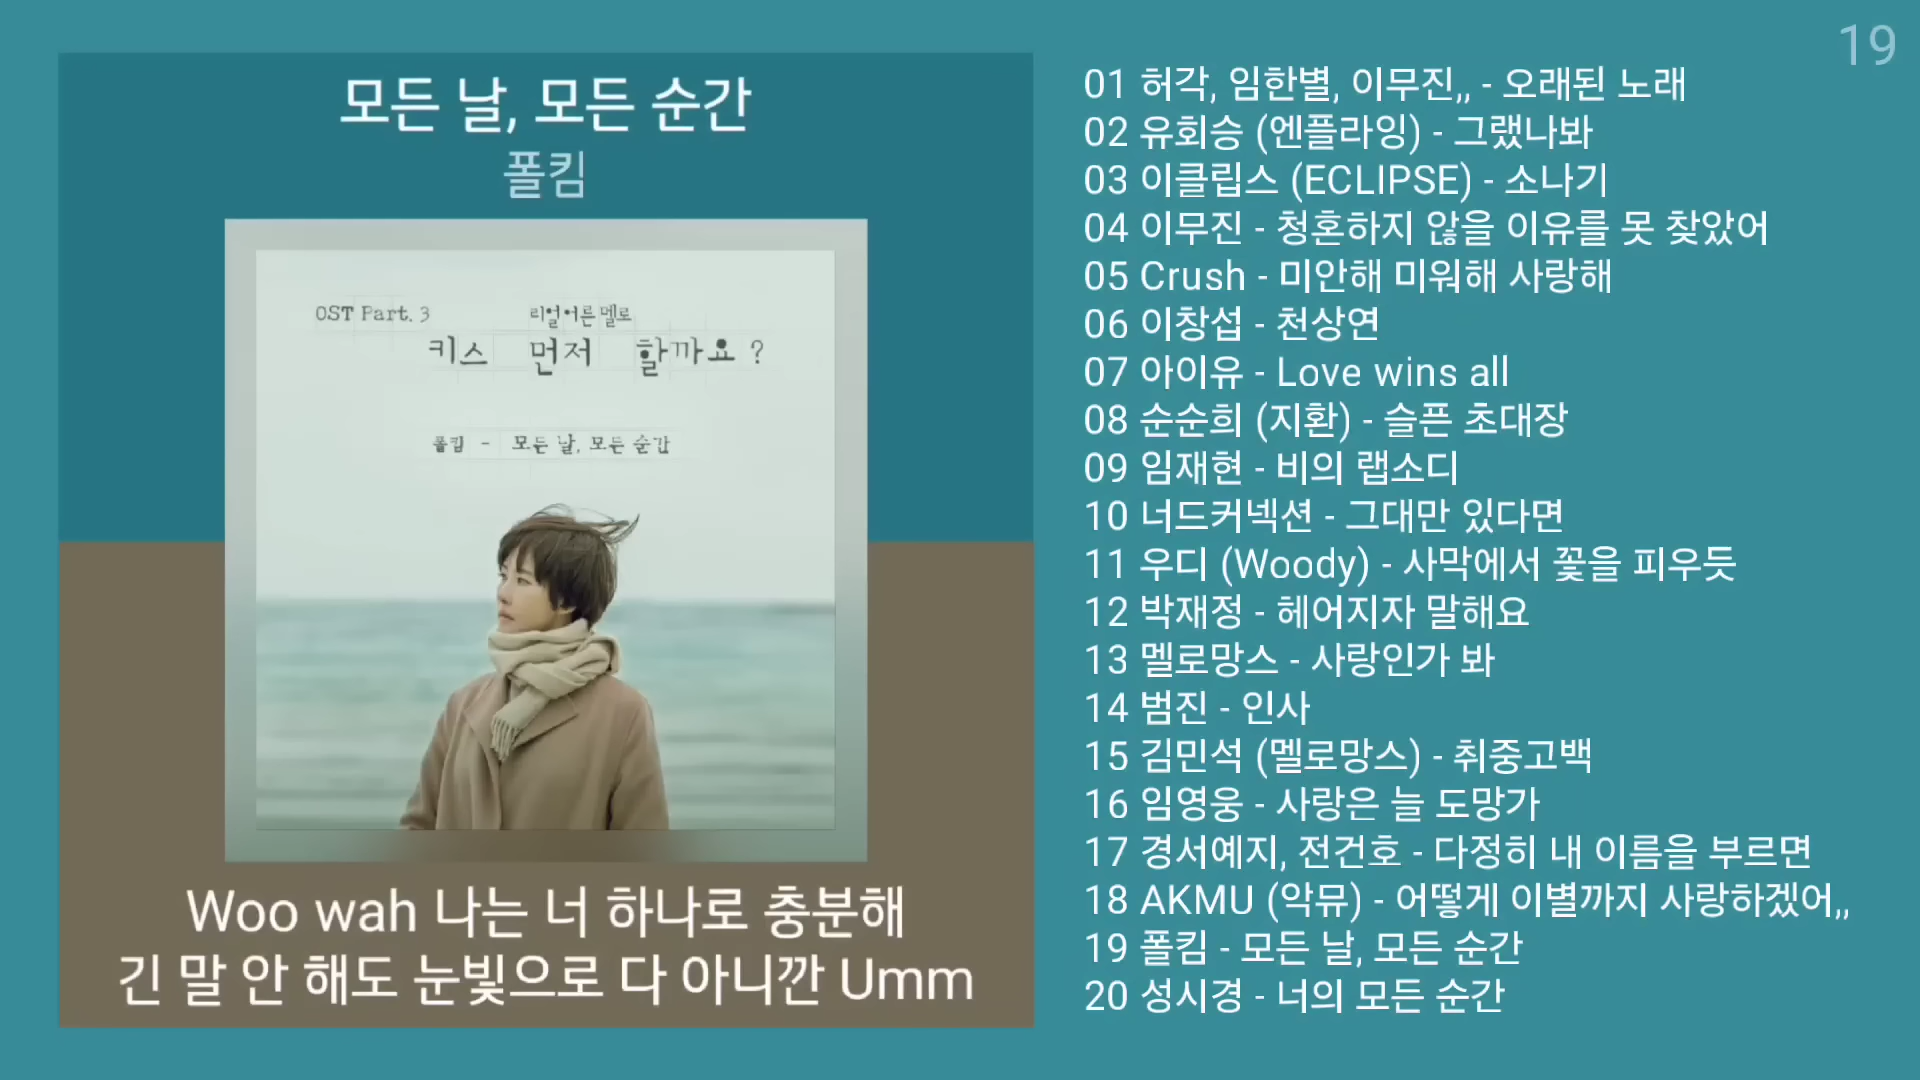 19
모든 날, 모든 순간
폴킴
OST Part. 3
리얼어른멜로
키스 먼저 할까요 ?
폴킴 - 모든 날, 모든 순간
Woo wah 나는 너 하나로 충분해
긴 말 안 해도 눈빛으로 다 아니깐 Umm
01 허각, 임한별, 이무진,, - 오래된 노래
02 유회승 (엔플라잉) - 그랬나봐
03 이클립스 (ECLIPSE) - 소나기
04 이무진 - 청혼하지 않을 이유를 못 찾았어
05 Crush - 미안해 미워해 사랑해
06 이창섭 - 천상연
07 아이유 - Love wins all
08 순순희 (지환) - 슬픈 초대장
09 임재현 - 비의 랩소디
10 너드커넥션 - 그대만 있다면
11 우디 (Woody) - 사막에서 꽃을 피우듯
12 박재정 - 헤어지자 말해요
13 멜로망스 - 사랑인가 봐
14 범진 - 인사
15 김민석 (멜로망스) - 취중고백
16 임영웅 - 사랑은 늘 도망가
17 경서예지, 전건호 - 다정히 내 이름을 부르면
18 AKMU (악뮤) - 어떻게 이별까지 사랑하겠어,,
19 폴킴 - 모든 날, 모든 순간
20 성시경 - 너의 모든 순간